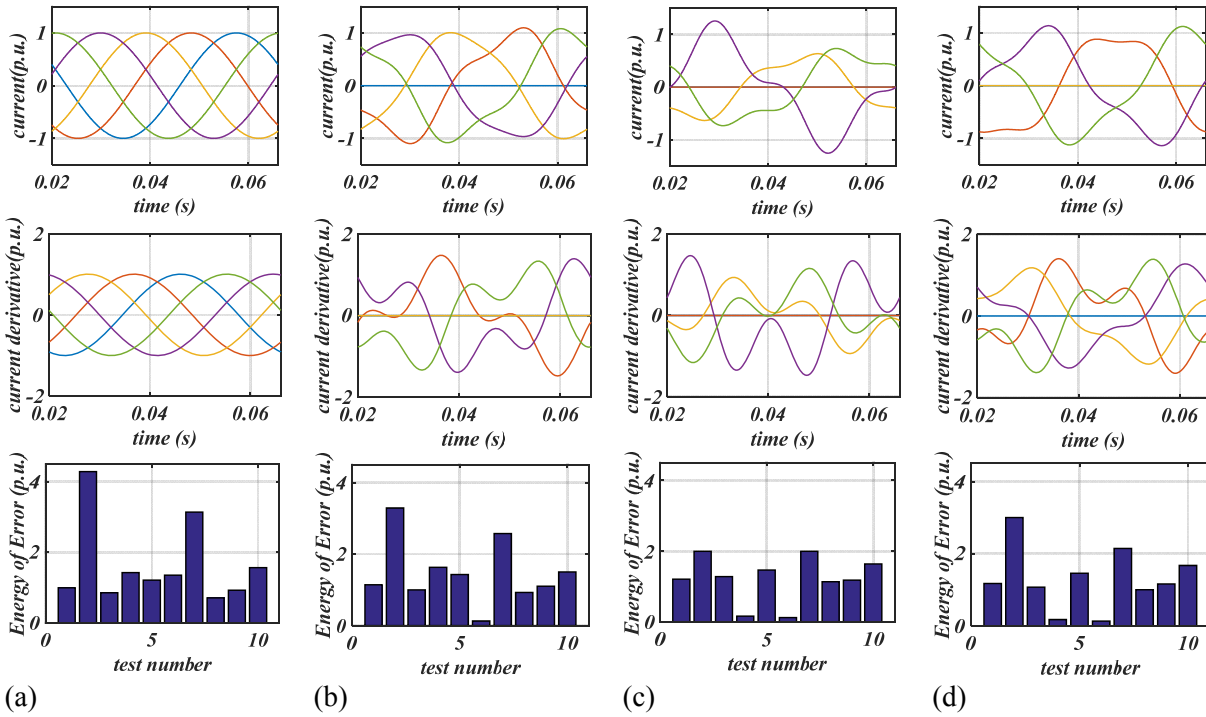 current(p.u.)
1
0
-1
0.02 0.04 0.06
time (s)
current(p.u.)
1
0
-1
0.02 0.04 0.06
time (s)
current(p.u.)
1
0
-1
0.02 0.04 0.06
time (s)
current(p.u.)
1
0
-1
0.02 0.04 0.06
time (s)
current derivative(p.u.)
2
0
-2
0.02 0.04 0.06
time (s)
current derivative(p.u.)
2
0
-2
0.02 0.04 0.06
time (s)
current derivative(p.u.)
2
0
-2
0.02 0.04 0.06
time (s)
current derivative(p.u.)
2
0
-2
0.02 0.04 0.06
time (s)
Energy of Error (p.u.)
.4
.2
0
0 5 10
test number
Energy of Error (p.u.)
.4
.2
0
0 5 10
test number
Energy of Error (p.u.)
.4
.2
0
0 5 10
test number
Energy of Error (p.u.)
.4
.2
0
0 5 10
test number
(a) (b) (c) (d)